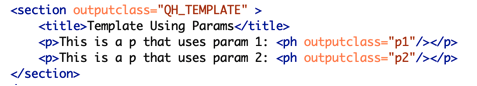 <section outputclass="QH_TEMPLATE" >
<title>Template Using Params</title>
<p>This is a p that uses param 1: <ph outputclass="p1"/></p>
<p>This is a p that uses param 2: <ph outputclass="p2"/></p>
</section>